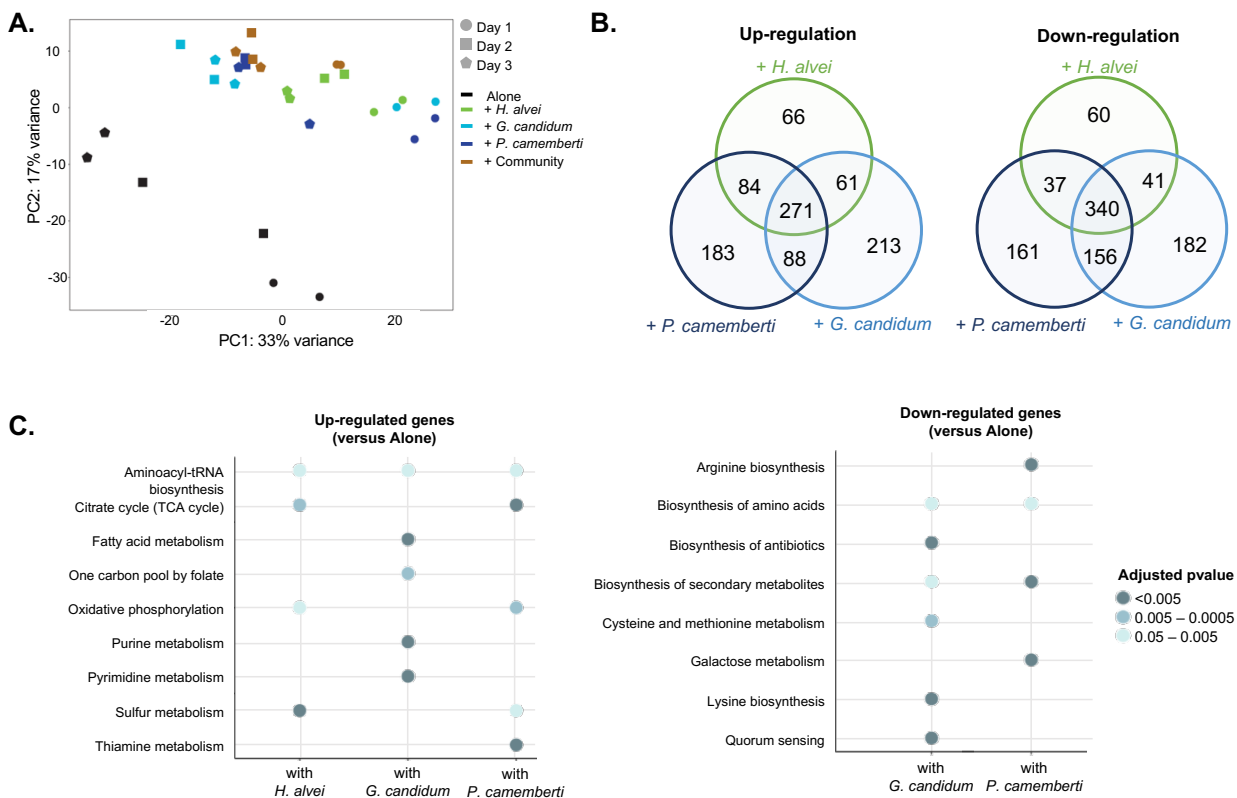 A.
10
0
-10
-20
-30
PC2: 17% variance
-20
0
20
PC1: 33% variance
Day 1
Day 2
Day 3
Alone
+ H. alvei
+ G. candidum
+ P. camemberti
+ Community
B.
Up-regulation
+ H. alvei
66
84
61
271
183
88
213
+ P. camemberti
+ G. candidum
Down-regulation
+ H. alvei
60
37
41
340
161
156
182
+ P. camemberti
+ G. candidum
C.
Up-regulated genes
(versus Alone)
Aminoacyl-tRNA
biosynthesis
Citrate cycle (TCA cycle)
Fatty acid metabolism
One carbon pool by folate
Oxidative phosphorylation
Purine metabolism
Pyrimidine metabolism
Sulfur metabolism
Thiamine metabolism
with
H. alvei
with
G. candidum
with
P. camemberti
Down-regulated genes
(versus Alone)
Arginine biosynthesis
Biosynthesis of amino acids
Biosynthesis of antibiotics
Biosynthesis of secondary metabolites
Cysteine and methionine metabolism
Galactose metabolism
Lysine biosynthesis
Quorum sensing
with
G. candidum
with
P. camemberti
Adjusted pvalue
<0.005
0.005 – 0.0005
0.05 – 0.005